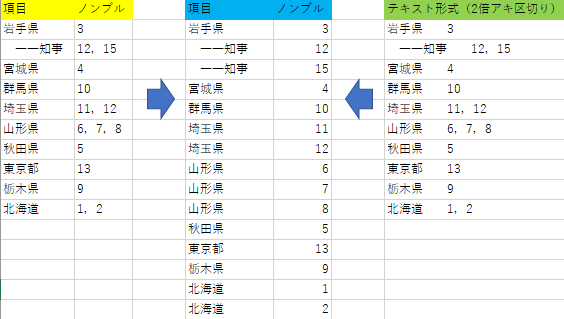 項目 ノンブル
岩手県 3
　一一知事 12，15
宮城県 4
群馬県 10
埼玉県 11，12
山形県 6，7，8
秋田県 5
東京都 13
栃木県 9
北海道 1，2
項目 ノンブル
岩手県 3
　一一知事 12
　一一知事 15
宮城県 4
群馬県 10
埼玉県 11
埼玉県 12
山形県 6
山形県 7
山形県 8
秋田県 5
東京都 13
栃木県 9
北海道 1
北海道 2
テキスト形式（2倍アキ区切り）
岩手県　　3
　一一知事　　12，15
宮城県　　4
群馬県　　10
埼玉県　　11，12
山形県　　6，7，8
秋田県　　5
東京都　　13
栃木県　　9
北海道　　1，2